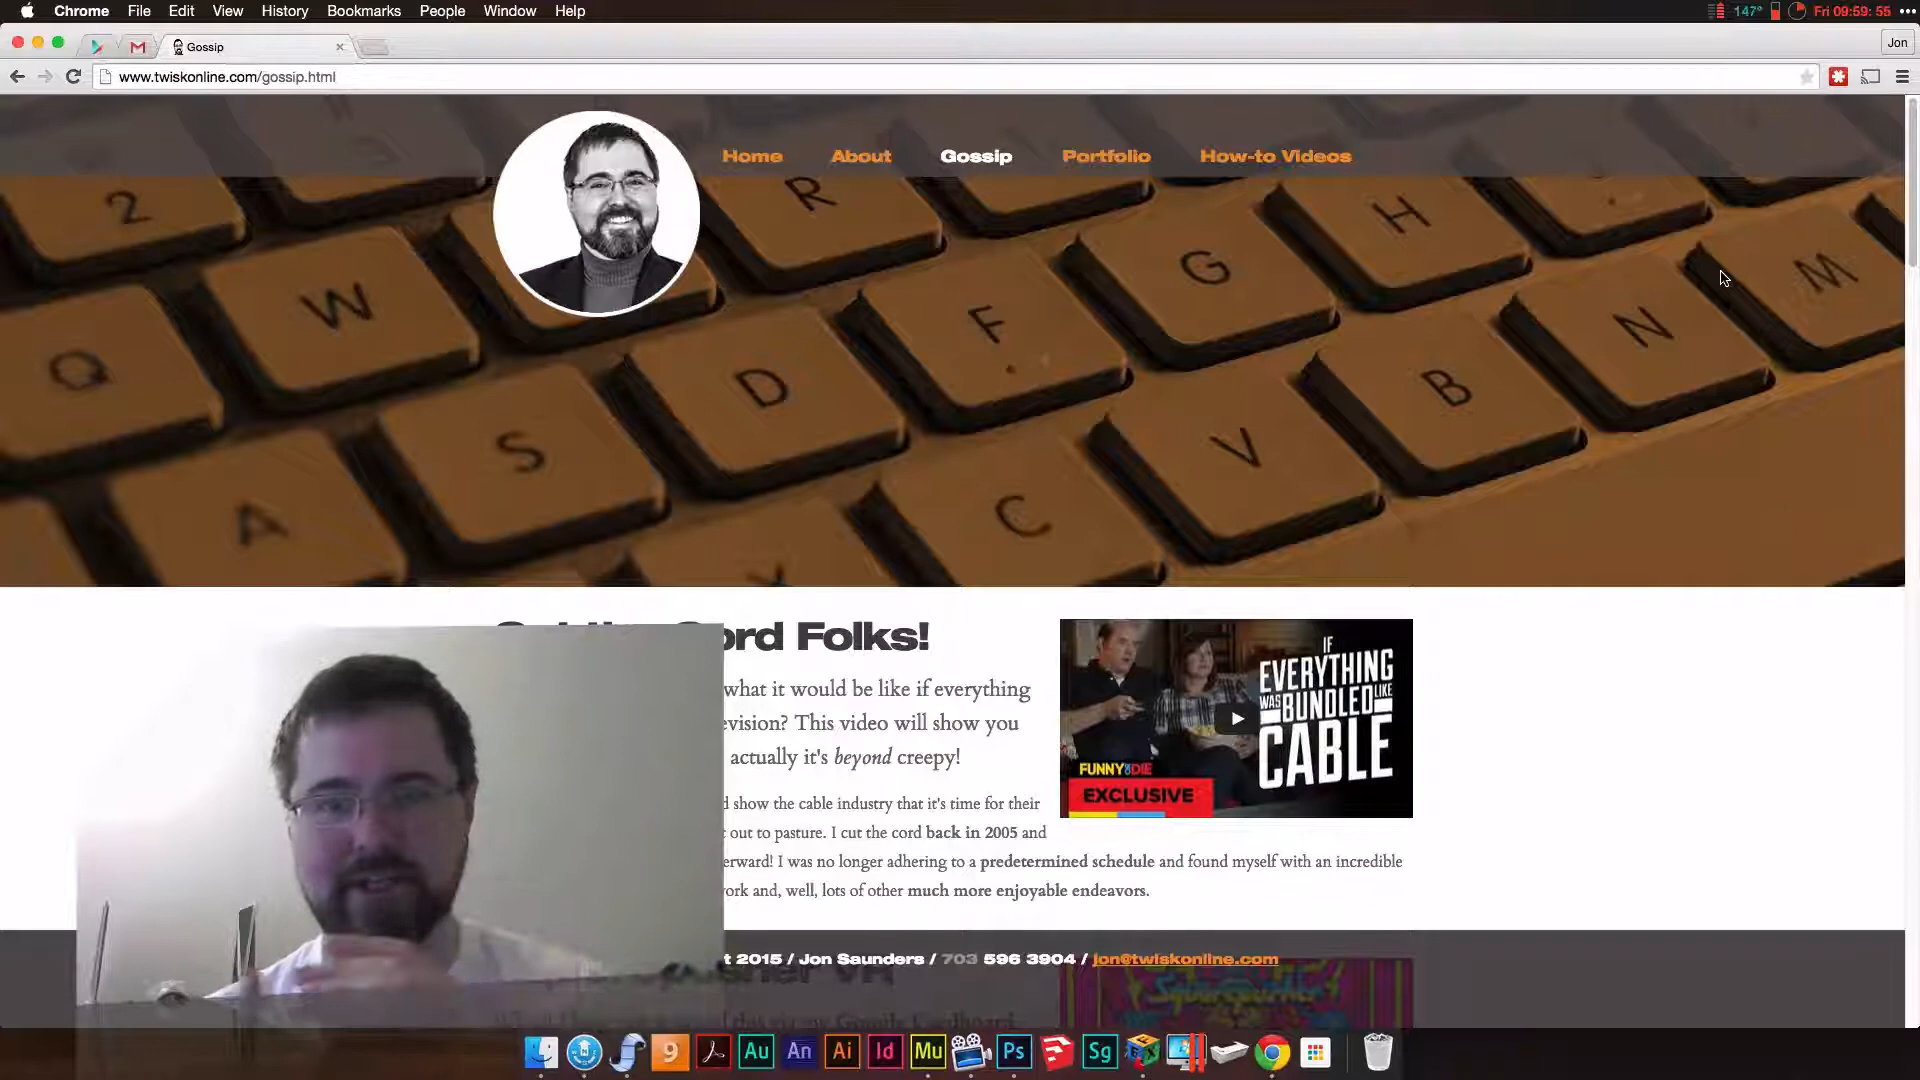 Chrome File Edit View History Bookmarks People Window Help 147° Fri 09:59: 55
Gossip Jon
www.twiskonline.com/gossip.html
Home About Gossip Portfolio How-to Videos
2 R H
W G N M
Q D F B
A S C V
Folks!
what it would be like if everything
This video will show you
actually it's beyond creepy!
show the cable industry that it's time for their
out to pasture. I cut the cord back in 2005 and
I was no longer adhering to a predetermined schedule and found myself with an incredible
and, well, lots of other much more enjoyable endeavors.
IF
EVERYTHING
WAS BUNDLED LIKE
CABLE
FUNNY OR DIE
EXCLUSIVE
2015 / Jon Saunders / 703 596 3904 / jon@twiskonline.com
9 Au An Ai Id Mu Ps Sg